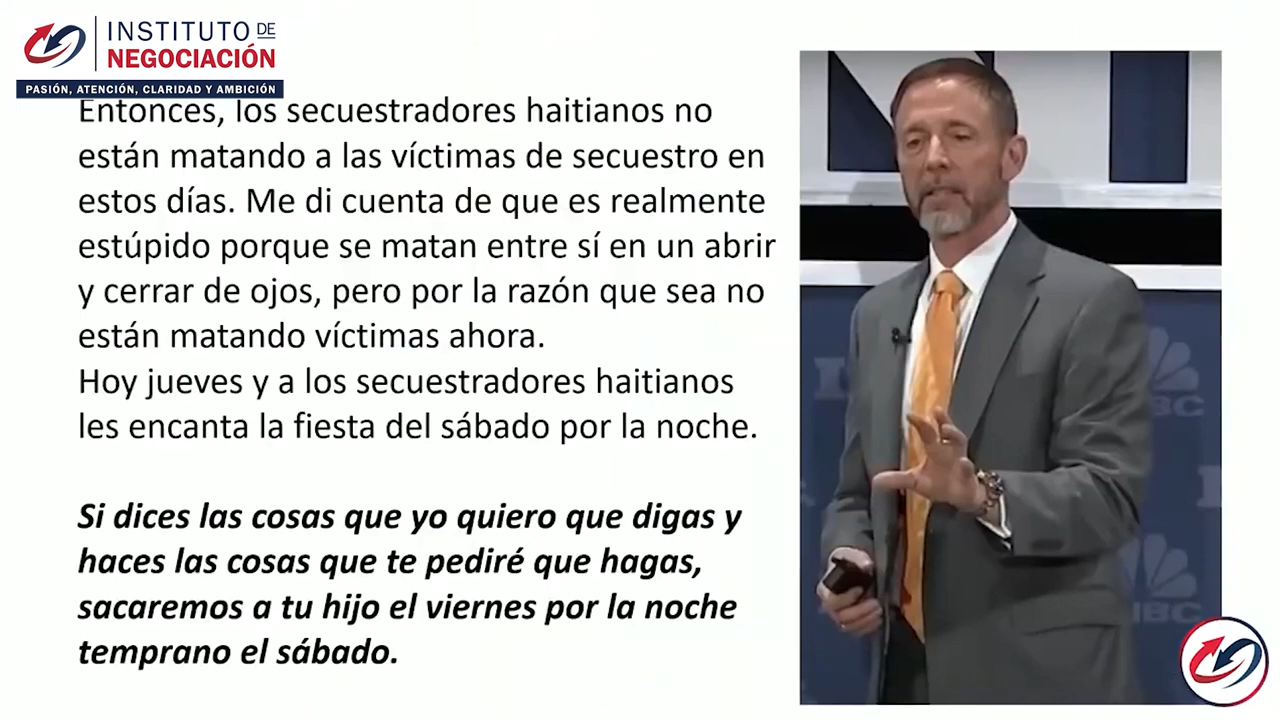 INSTITUTO DE
NEGOCIACIÓN
PASIÓN, ATENCIÓN, CLARIDAD Y AMBICIÓN
Entonces, los secuestradores haitianos no
están matando a las víctimas de secuestro en
estos días. Me di cuenta de que es realmente
estúpido porque se matan entre sí en un abrir
y cerrar de ojos, pero por la razón que sea no
están matando víctimas ahora.
Hoy jueves y a los secuestradores haitianos
les encanta la fiesta del sábado por la noche.
Si dices las cosas que yo quiero que digas y
haces las cosas que te pediré que hagas,
sacaremos a tu hijo el viernes por la noche
temprano el sábado.